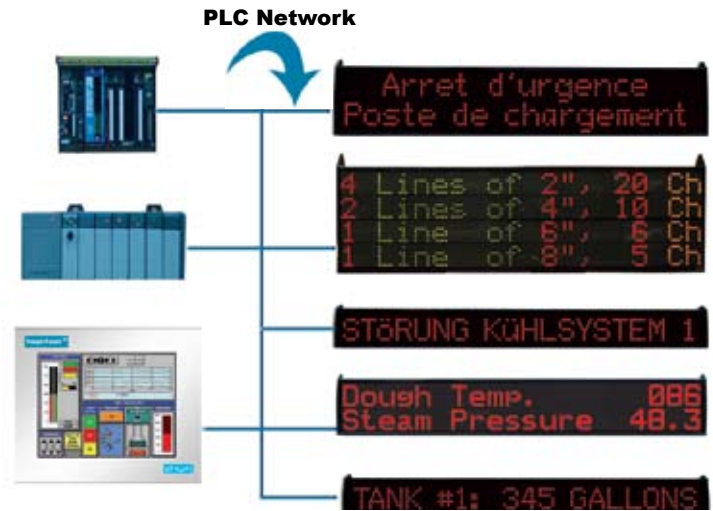 PLC Network
Arret d'urgence
Poste de chargement
4 Lines of 2", 20 Ch
2 Lines of 4", 10 Ch
1 Line of 6", 6 Ch
1 Line of 8", 5 Ch
STöRUNG KüHLSYSTEM 1
Dough Temp. 086
Steam Pressure 48.3
TANK #1: 345 GALLONS